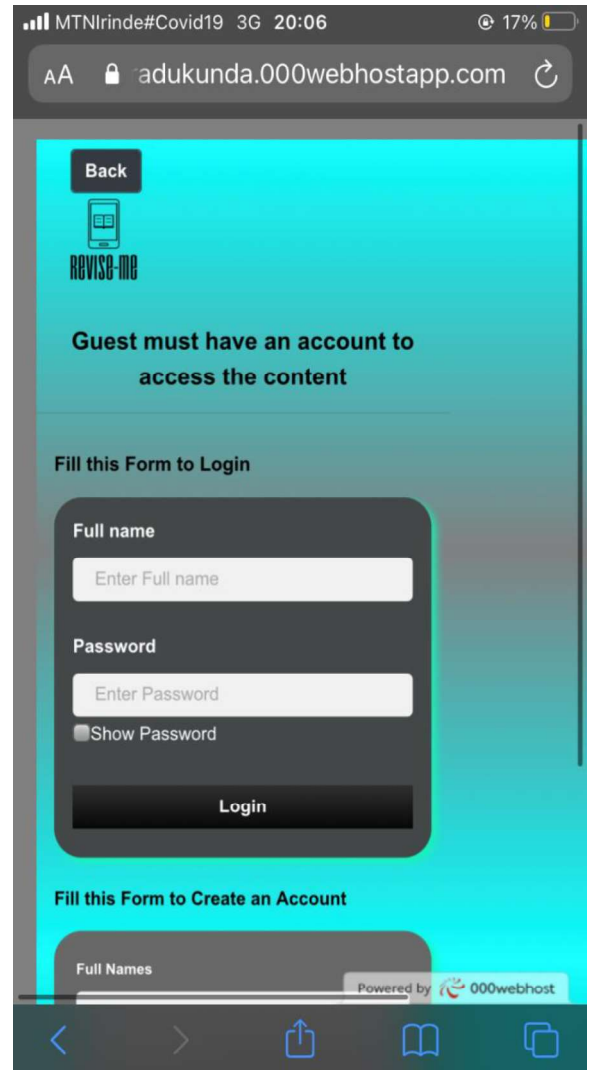 MTNIrinde#Covid19 3G 20:06 17%
AA radukunda.000webhostapp.com
Back
REVISE-ME
Guest must have an account to
access the content
Fill this Form to Login
Full name
Enter Full name
Password
Enter Password
Show Password
Login
Fill this Form to Create an Account
Full Names
Powered by 000webhost